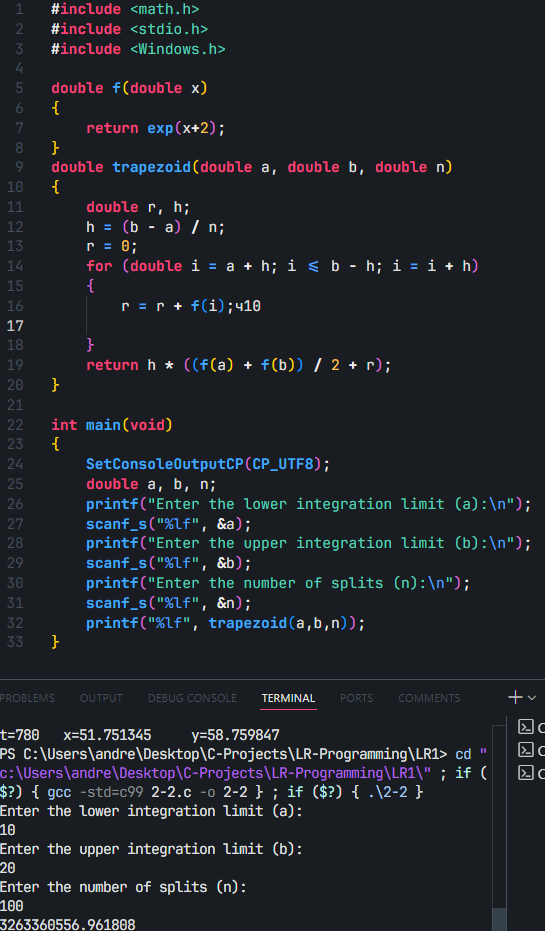 1 #include <math.h>
2 #include <stdio.h>
3 #include <Windows.h>
4
5 double f(double x)
6 {
7 return exp(x+2);
8 }
9 double trapezoid(double a, double b, double n)
10 {
11 double r, h;
12 h = (b - a) / n;
13 r = 0;
14 for (double i = a + h; i ≤ b - h; i = i + h)
15 {
16 r = r + f(i);ч10
17
18 }
19 return h * ((f(a) + f(b)) / 2 + r);
20 }
21
22 int main(void)
23 {
24 SetConsoleOutputCP(CP_UTF8);
25 double a, b, n;
26 printf("Enter the lower integration limit (a):\n");
27 scanf_s("%lf", &a);
28 printf("Enter the upper integration limit (b):\n");
29 scanf_s("%lf", &b);
30 printf("Enter the number of splits (n):\n");
31 scanf_s("%lf", &n);
32 printf("%lf", trapezoid(a,b,n));
33 }
PROBLEMS OUTPUT DEBUG CONSOLE TERMINAL PORTS COMMENTS
t=780 x=51.751345 y=58.759847
PS C:\Users\andre\Desktop\C-Projects\LR-Programming\LR1> cd "
c:\Users\andre\Desktop\C-Projects\LR-Programming\LR1\" ; if (
$?) { gcc -std=c99 2-2.c -o 2-2 } ; if ($?) { .\2-2 }
Enter the lower integration limit (a):
10
Enter the upper integration limit (b):
20
Enter the number of splits (n):
100
3263360556.961808